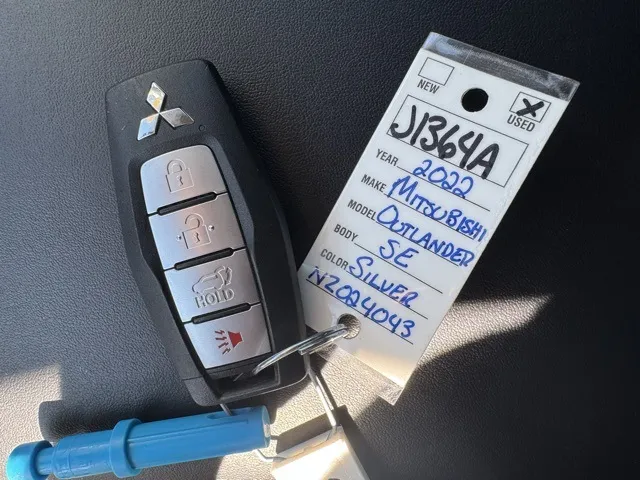 NEW
X USED
J1364A
YEAR 2022
MAKE MITSUBISHI
MODEL OUTLANDER
BODY SE
COLOR SILVER
NZ024043
HOLD